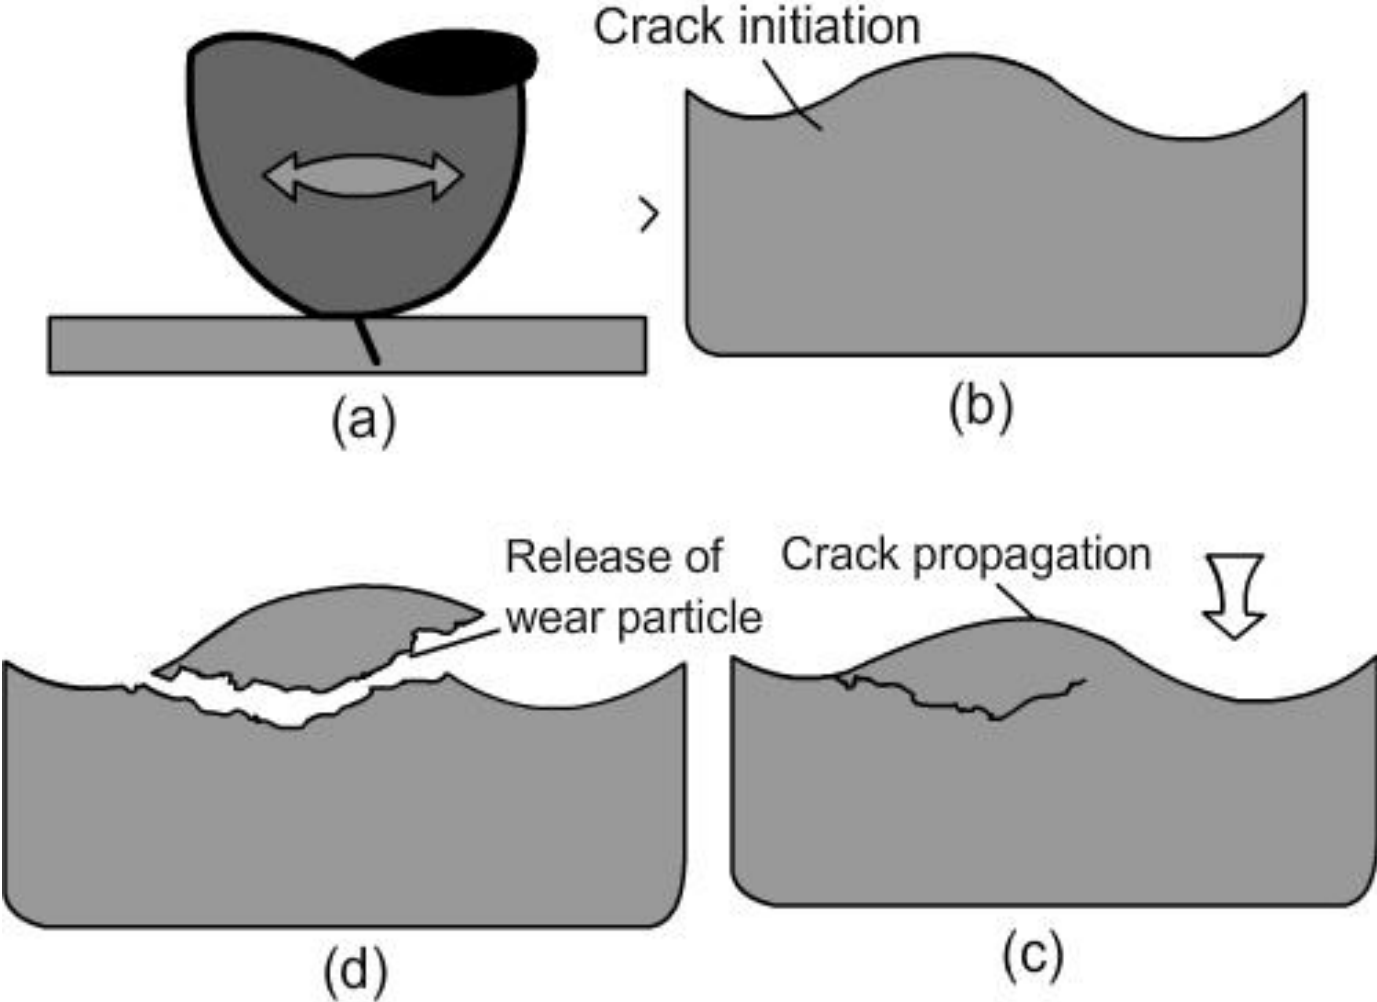 Crack initiation
(a)
(b)
Release of
wear particle
Crack propagation
(d)
(c)